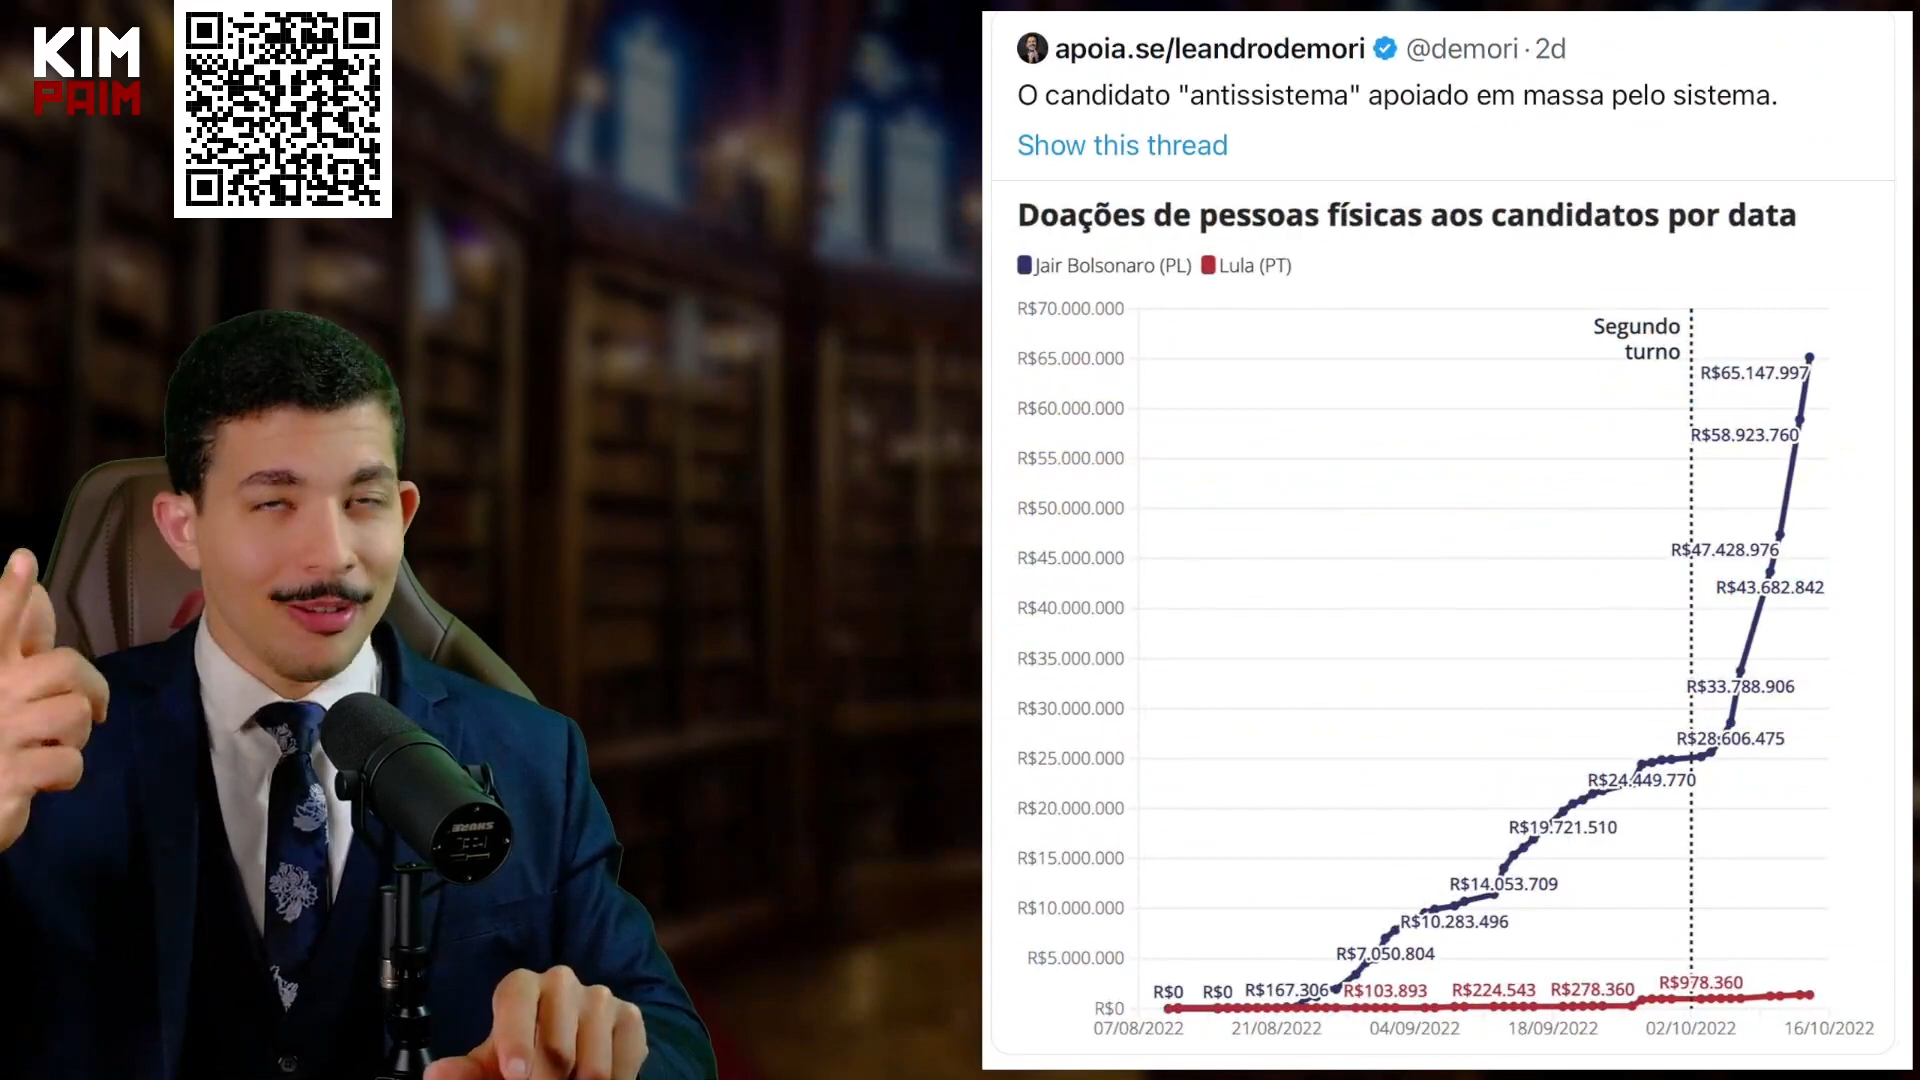 KIM
PAIM
apoia.se/leandrodemori @demori · 2d
O candidato "antissistema" apoiado em massa pelo sistema.
Show this thread
Doações de pessoas físicas aos candidatos por data
Jair Bolsonaro (PL) Lula (PT)
R$70.000.000
Segundo
turno
R$65.000.000
R$65.147.997
R$60.000.000
R$58.923.760
R$55.000.000
R$50.000.000
R$47.428.976
R$45.000.000
R$43.682.842
R$40.000.000
R$35.000.000
R$33.788.906
R$30.000.000
R$28.606.475
R$25.000.000
R$24.449.770
R$20.000.000
R$19.721.510
R$15.000.000
R$14.053.709
R$10.000.000
R$10.283.496
R$7.050.804
R$5.000.000
R$0 R$0 R$167.306 R$103.893 R$224.543 R$278.360 R$978.360
R$0
07/08/2022 21/08/2022 04/09/2022 18/09/2022 02/10/2022 16/10/2022
SHURE